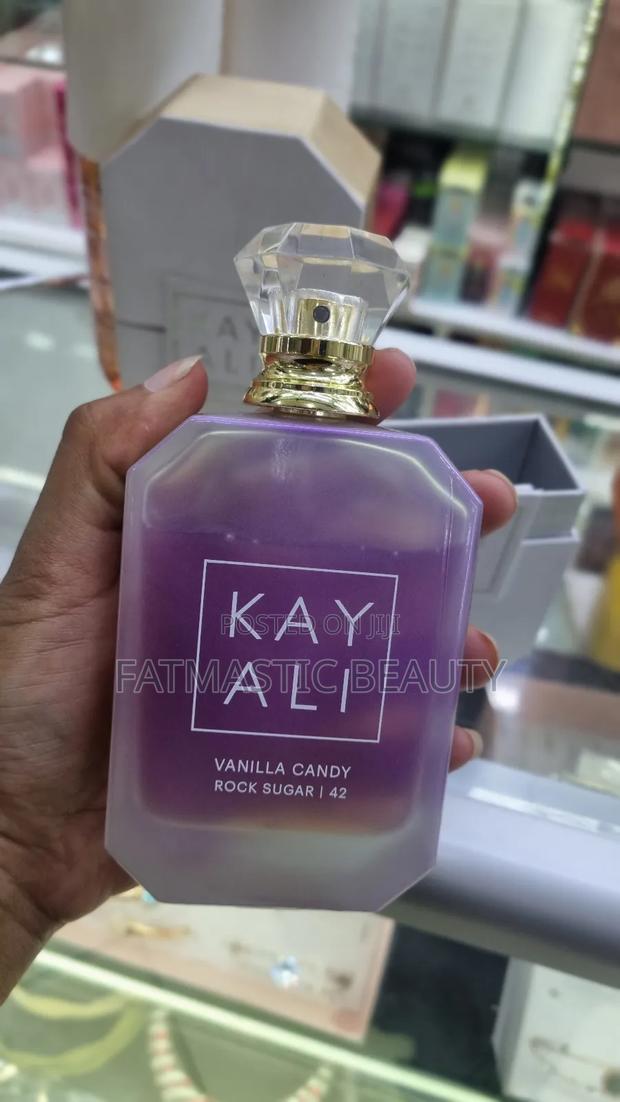 KAY
ALI
VANILLA CANDY
ROCK SUGAR | 42
POSTED ON JIJI
FATMASTIC BEAUTY